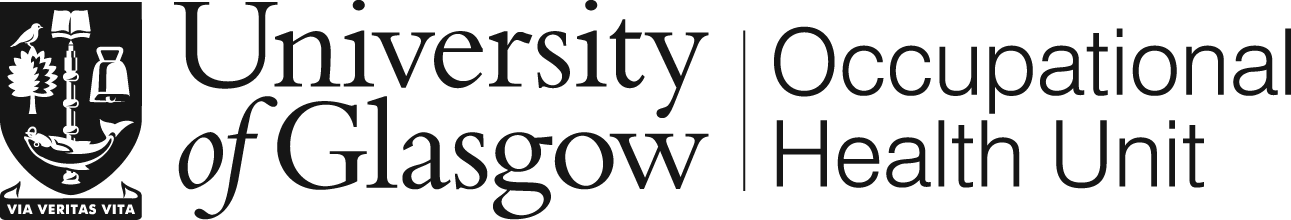 University
of Glasgow
Occupational
Health Unit
VIA VERITAS VITA